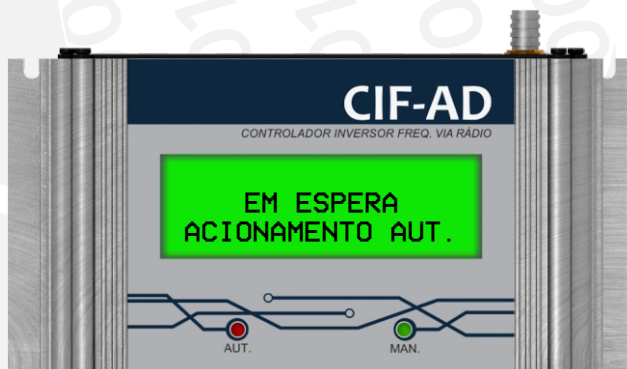 CIF-AD
CONTROLADOR INVERSOR FREQ. VIA RÁDIO
EM ESPERA
ACIONAMENTO AUT.
AUT.
MAN.